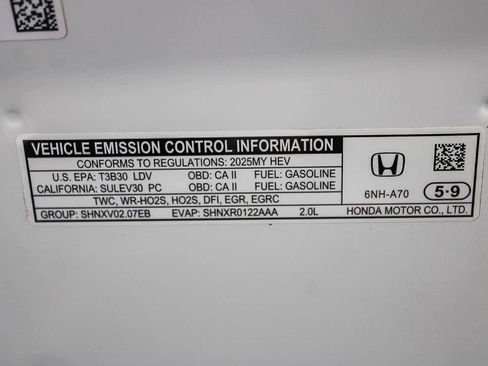 VEHICLE EMISSION CONTROL INFORMATION
CONFORMS TO REGULATIONS: 2025MY HEV
U.S. EPA: T3B30 LDV OBD: CA II FUEL: GASOLINE
CALIFORNIA: SULEV30 PC OBD: CA II FUEL: GASOLINE
TWC, WR-HO2S, HO2S, DFI, EGR, EGRC
GROUP: SHNXV02.07EB EVAP: SHNXR0122AAA 2.0L
6NH-A70 5-9
HONDA MOTOR CO., LTD.